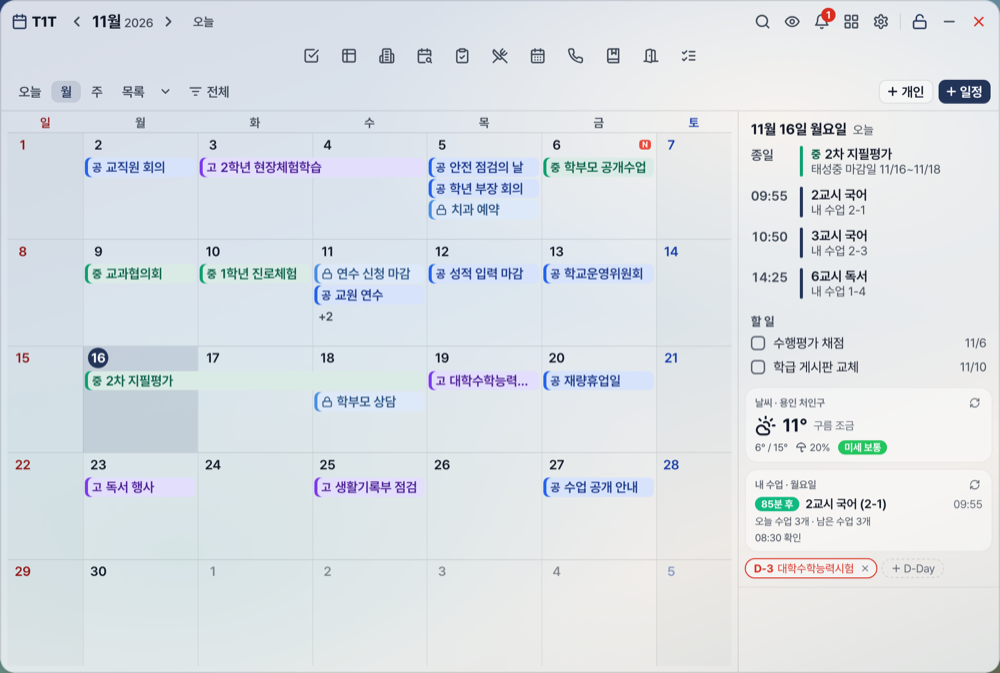 T1T
11월 2026
오늘
1
오늘 월 주 목록 전체
+ 개인
+ 일정
일 월 화 수 목 금 토
1 2 3 4 5 6 N 7
공 교직원 회의
고 2학년 현장체험학습
공 안전 점검의 날
공 학년 부장 회의
치과 예약
중 학부모 공개수업
8 9 10 11 12 13 14
중 교과협의회
중 1학년 진로체험
연수 신청 마감
공 교원 연수
+2
공 성적 입력 마감
공 학교운영위원회
15 16 17 18 19 20 21
중 2차 지필평가
학부모 상담
고 대학수학능력...
공 재량휴업일
22 23 24 25 26 27 28
고 독서 행사
고 생활기록부 점검
공 수업 공개 안내
29 30 1 2 3 4 5
11월 16일 월요일 오늘
종일 중 2차 지필평가
태성중 마감일 11/16~11/18
09:55 2교시 국어
내 수업 2-1
10:50 3교시 국어
내 수업 2-3
14:25 6교시 독서
내 수업 1-4
할 일
수행평가 채점 11/6
학급 게시판 교체 11/10
날씨 · 용인 처인구
11° 구름 조금
6° / 15° 20% 미세 보통
내 수업 · 월요일
85분 후 2교시 국어 (2-1) 09:55
오늘 수업 3개 · 남은 수업 3개
08:30 확인
D-3 대학수학능력시험 ×
+ D-Day